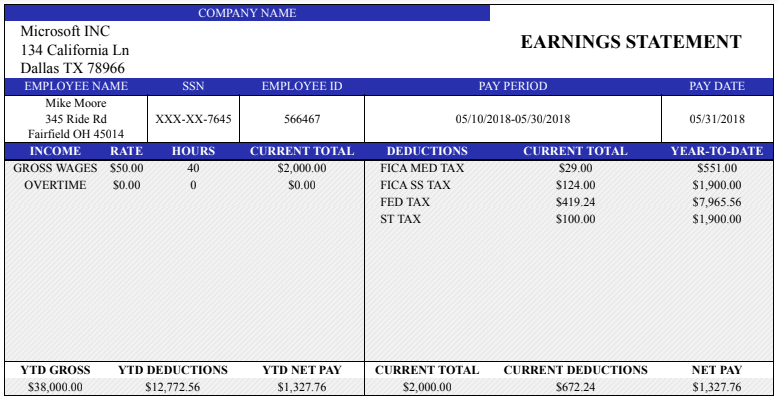 COMPANY NAME
Microsoft INC
134 California Ln
Dallas TX 78966
EARNINGS STATEMENT
EMPLOYEE NAME SSN EMPLOYEE ID PAY PERIOD PAY DATE
Mike Moore
345 Ride Rd
Fairfield OH 45014
XXX-XX-7645 566467 05/10/2018-05/30/2018 05/31/2018
INCOME RATE HOURS CURRENT TOTAL DEDUCTIONS CURRENT TOTAL YEAR-TO-DATE
GROSS WAGES $50.00 40 $2,000.00 FICA MED TAX $29.00 $551.00
OVERTIME $0.00 0 $0.00 FICA SS TAX $124.00 $1,900.00
FED TAX $419.24 $7,965.56
ST TAX $100.00 $1,900.00
YTD GROSS YTD DEDUCTIONS YTD NET PAY CURRENT TOTAL CURRENT DEDUCTIONS NET PAY
$38,000.00 $12,772.56 $1,327.76 $2,000.00 $672.24 $1,327.76